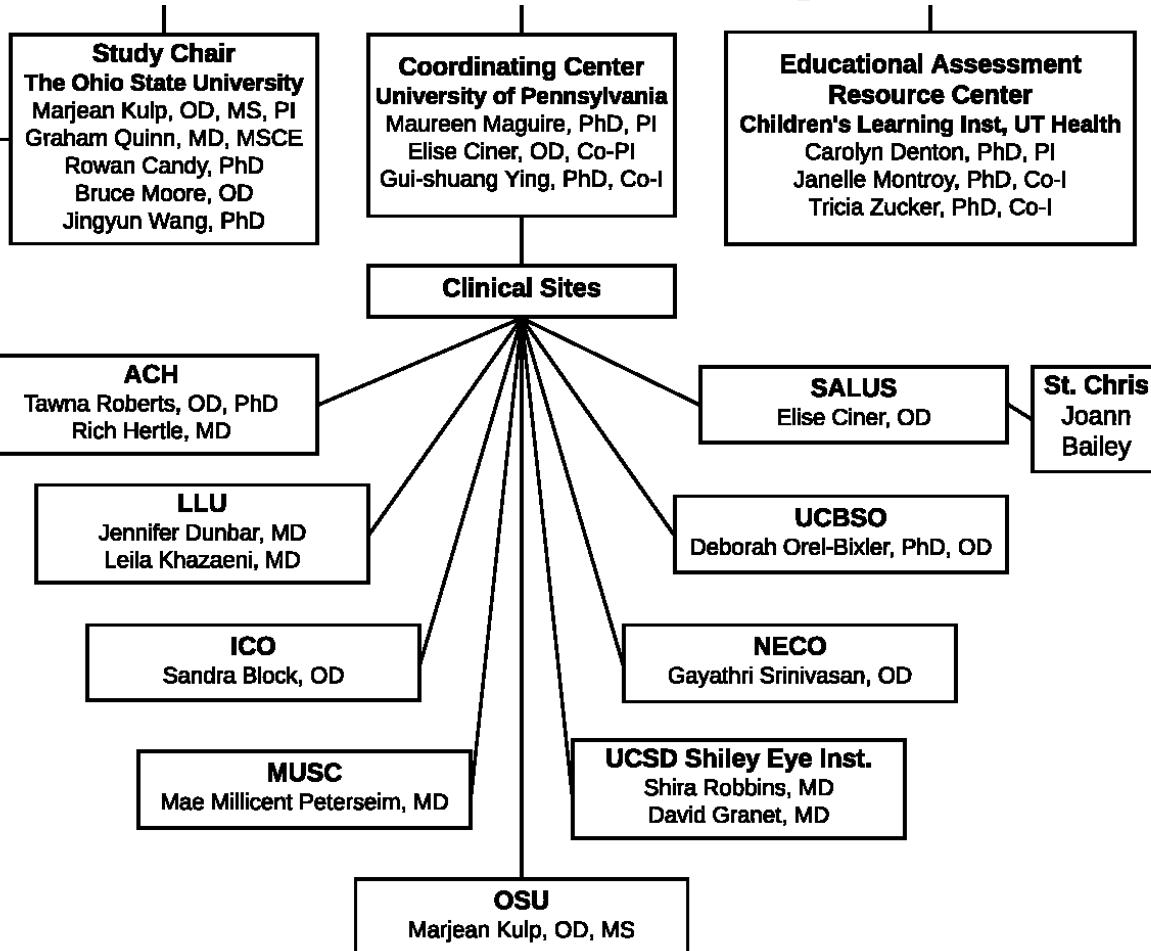 Study Chair
The Ohio State University
Marjean Kulp, OD, MS, PI
Graham Quinn, MD, MSCE
Rowan Candy, PhD
Bruce Moore, OD
Jingyun Wang, PhD
Coordinating Center
University of Pennsylvania
Maureen Maguire, PhD, PI
Elise Ciner, OD, Co-PI
Gui-shuang Ying, PhD, Co-I
Educational Assessment
Resource Center
Children's Learning Inst, UT Health
Carolyn Denton, PhD, PI
Janelle Montroy, PhD, Co-I
Tricia Zucker, PhD, Co-I
Clinical Sites
ACH
Tawna Roberts, OD, PhD
Rich Hertle, MD
SALUS
Elise Ciner, OD
St. Chris
Joann
Bailey
LLU
Jennifer Dunbar, MD
Leila Khazaeni, MD
UCBSO
Deborah Orel-Bixler, PhD, OD
ICO
Sandra Block, OD
NECO
Gayathri Srinivasan, OD
MUSC
Mae Millicent Peterseim, MD
UCSD Shiley Eye Inst.
Shira Robbins, MD
David Granet, MD
OSU
Marjean Kulp, OD, MS